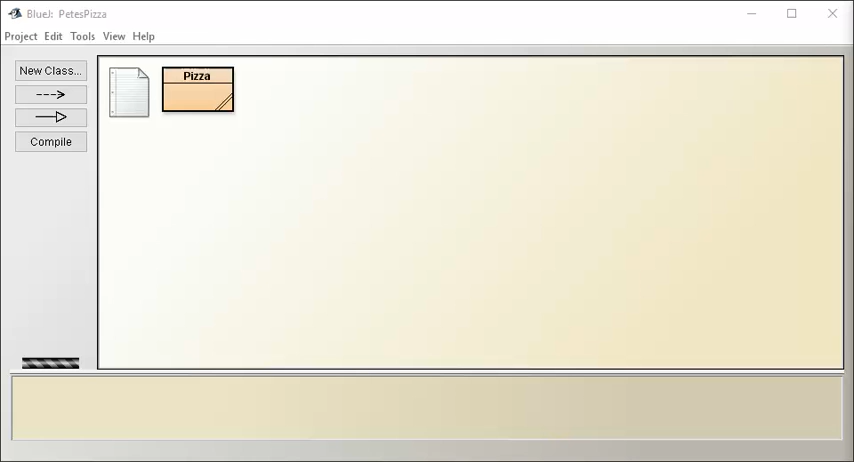 BlueJ:  PetesPizza
Project Edit Tools View Help
New Class...
Pizza
Compile